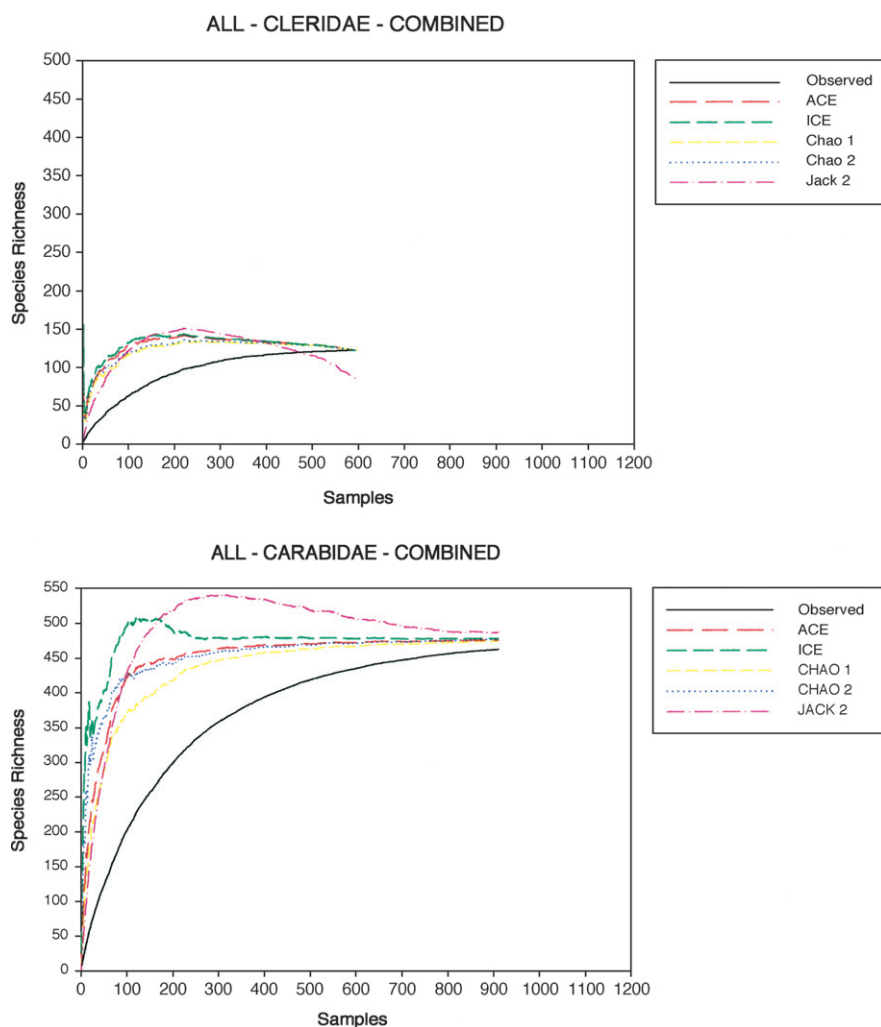 ALL - CLERIDAE - COMBINED
500
450
400
350
300
250
200
150
100
50
0
Species Richness
0 100 200 300 400 500 600 700 800 900 1000 1100 1200
Samples
Observed
ACE
ICE
Chao 1
Chao 2
Jack 2
ALL - CARABIDAE - COMBINED
550
500
450
400
350
300
250
200
150
100
50
0
Species Richness
0 100 200 300 400 500 600 700 800 900 1000 1100 1200
Samples
Observed
ACE
ICE
CHAO 1
CHAO 2
JACK 2